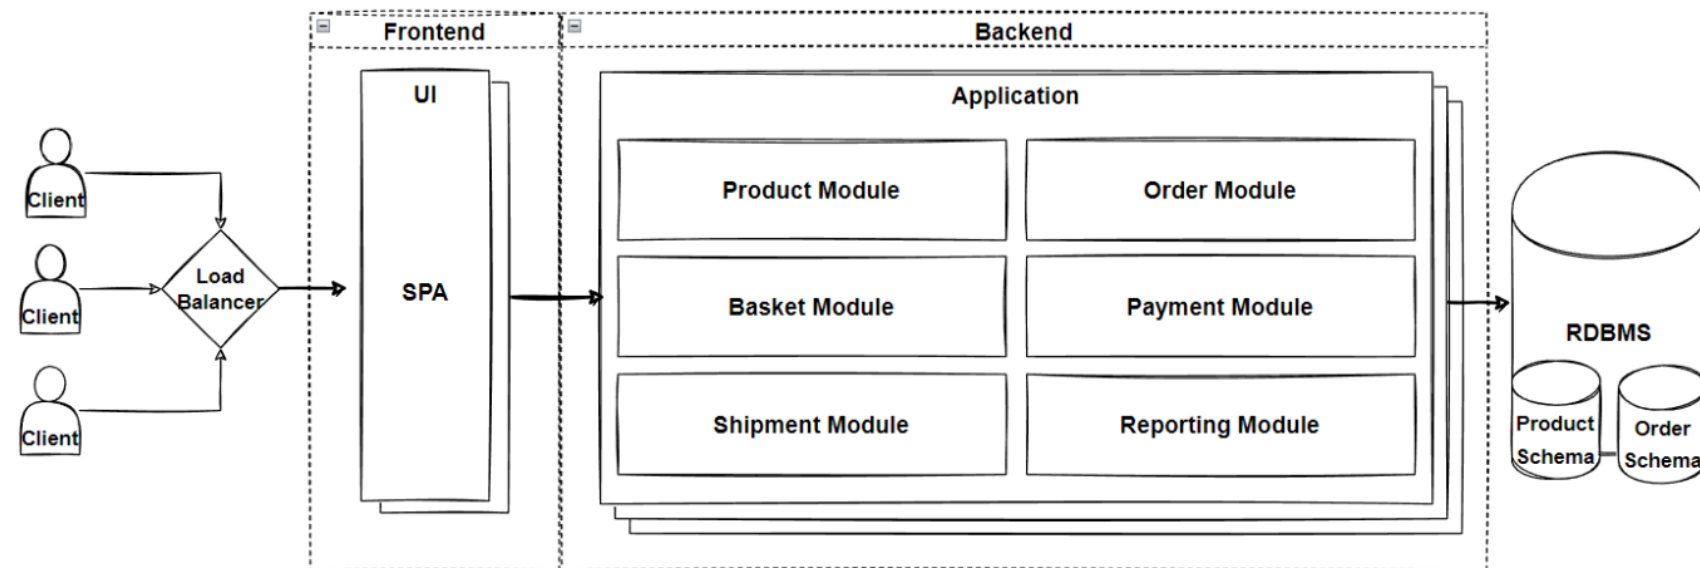 Frontend
Backend
UI
Application
Product Module
Order Module
Client
Load
Balancer
Client
SPA
Basket Module
Payment Module
RDBMS
Shipment Module
Reporting Module
Client
Product
Schema
Order
Schema